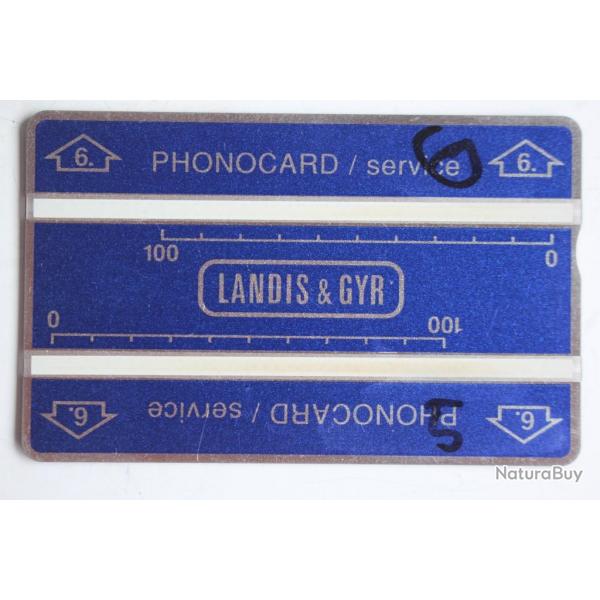 6. PHONOCARD / service 6.
100 0
LANDIS & GYR
0 100
6. PHONOCARD / service 6.
NaturaBuy